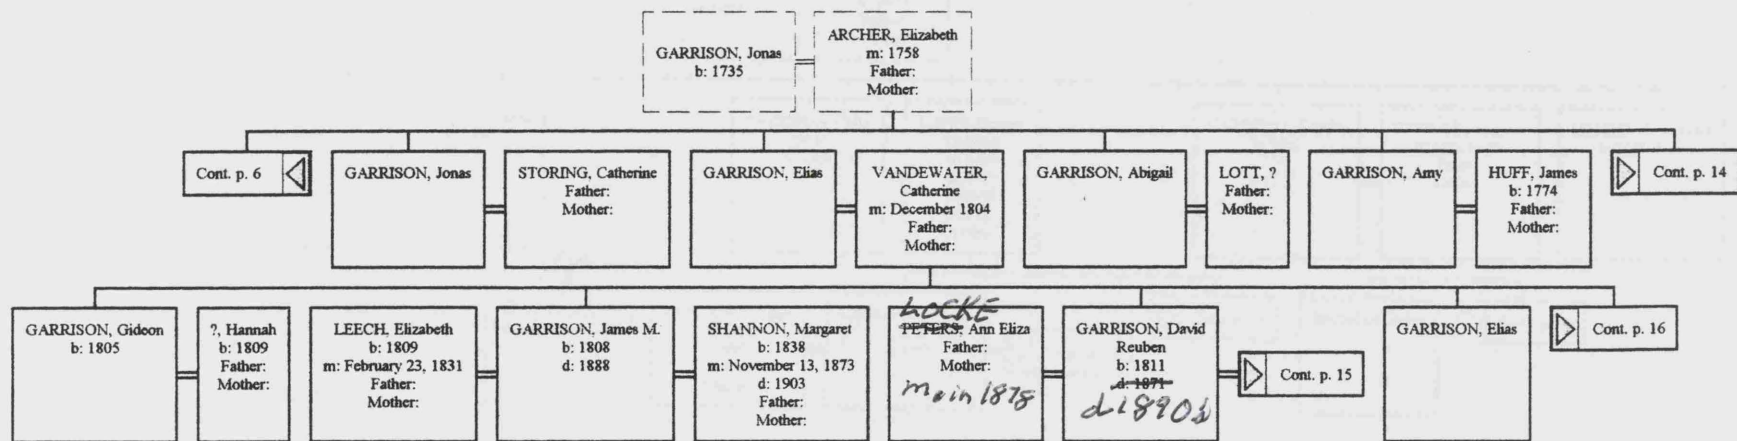 GARRISON, Jonas
b: 1735
ARCHER, Elizabeth
m: 1758
Father:
Mother:
Cont. p. 6
GARRISON, Jonas
STORING, Catherine
Father:
Mother:
GARRISON, Elias
VANDEWATER,
Catherine
m: December 1804
Father:
Mother:
GARRISON, Abigail
LOTT, ?
Father:
Mother:
GARRISON, Amy
HUFF, James
b: 1774
Father:
Mother:
Cont. p. 14
GARRISON, Gideon
b: 1805
?, Hannah
b: 1809
Father:
Mother:
LEECH, Elizabeth
b: 1809
m: February 23, 1831
Father:
Mother:
GARRISON, James M.
b: 1808
d: 1888
SHANNON, Margaret
b: 1838
m: November 13, 1873
d: 1903
Father:
Mother:
LOCKE
PETERS, Ann Eliza
Father:
Mother:
m. in 1878
GARRISON, David
Reuben
b: 1811
d: 1871
d 1890s
Cont. p. 15
GARRISON, Elias
Cont. p. 16